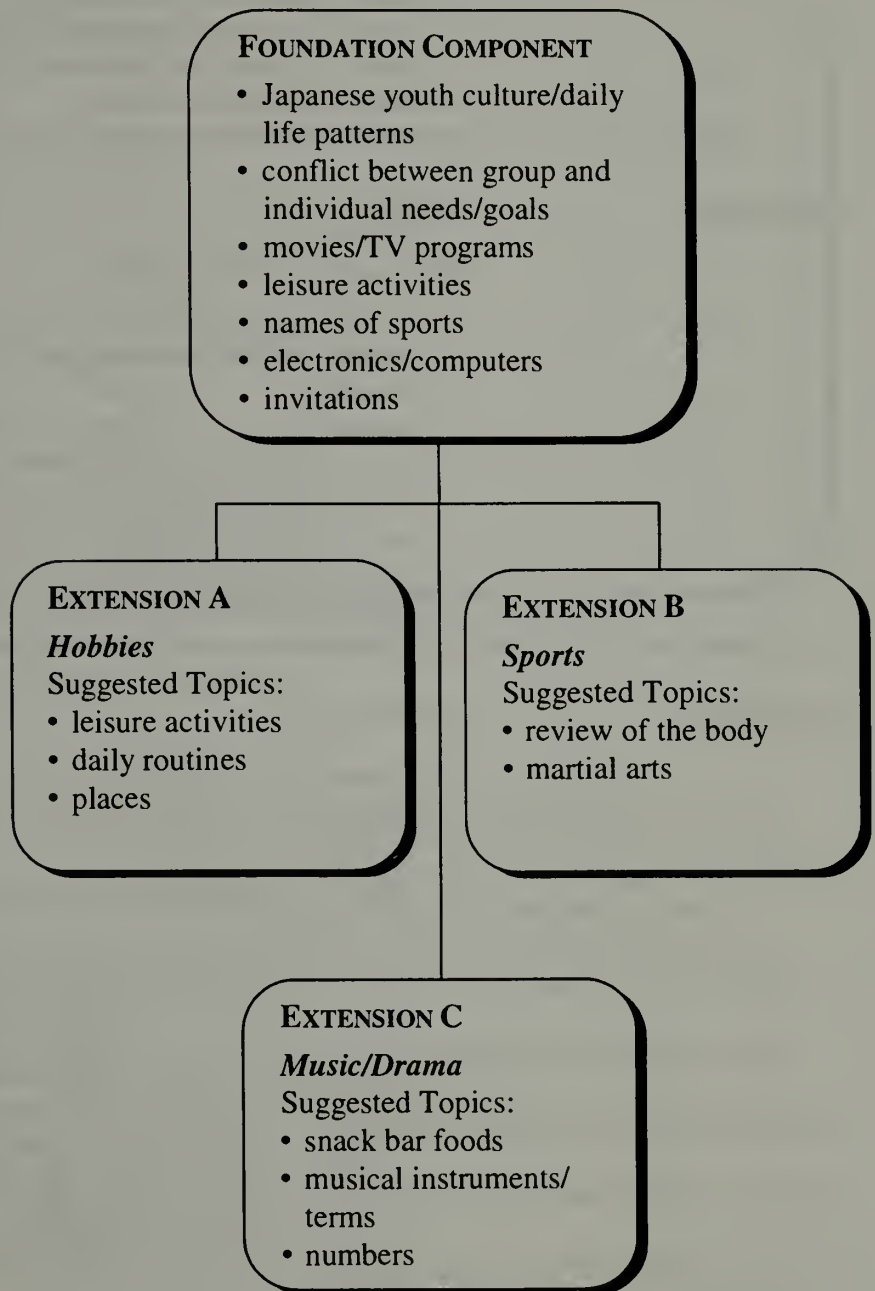 FOUNDATION COMPONENT
• Japanese youth culture/daily
life patterns
• conflict between group and
individual needs/goals
• movies/TV programs
• leisure activities
• names of sports
• electronics/computers
• invitations
EXTENSION A
Hobbies
Suggested Topics:
• leisure activities
• daily routines
• places
EXTENSION B
Sports
Suggested Topics:
• review of the body
• martial arts
EXTENSION C
Music/Drama
Suggested Topics:
• snack bar foods
• musical instruments/
terms
• numbers